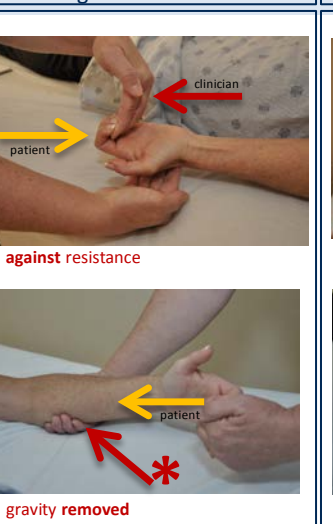 clinician
patient
against resistance
patient
*
gravity removed